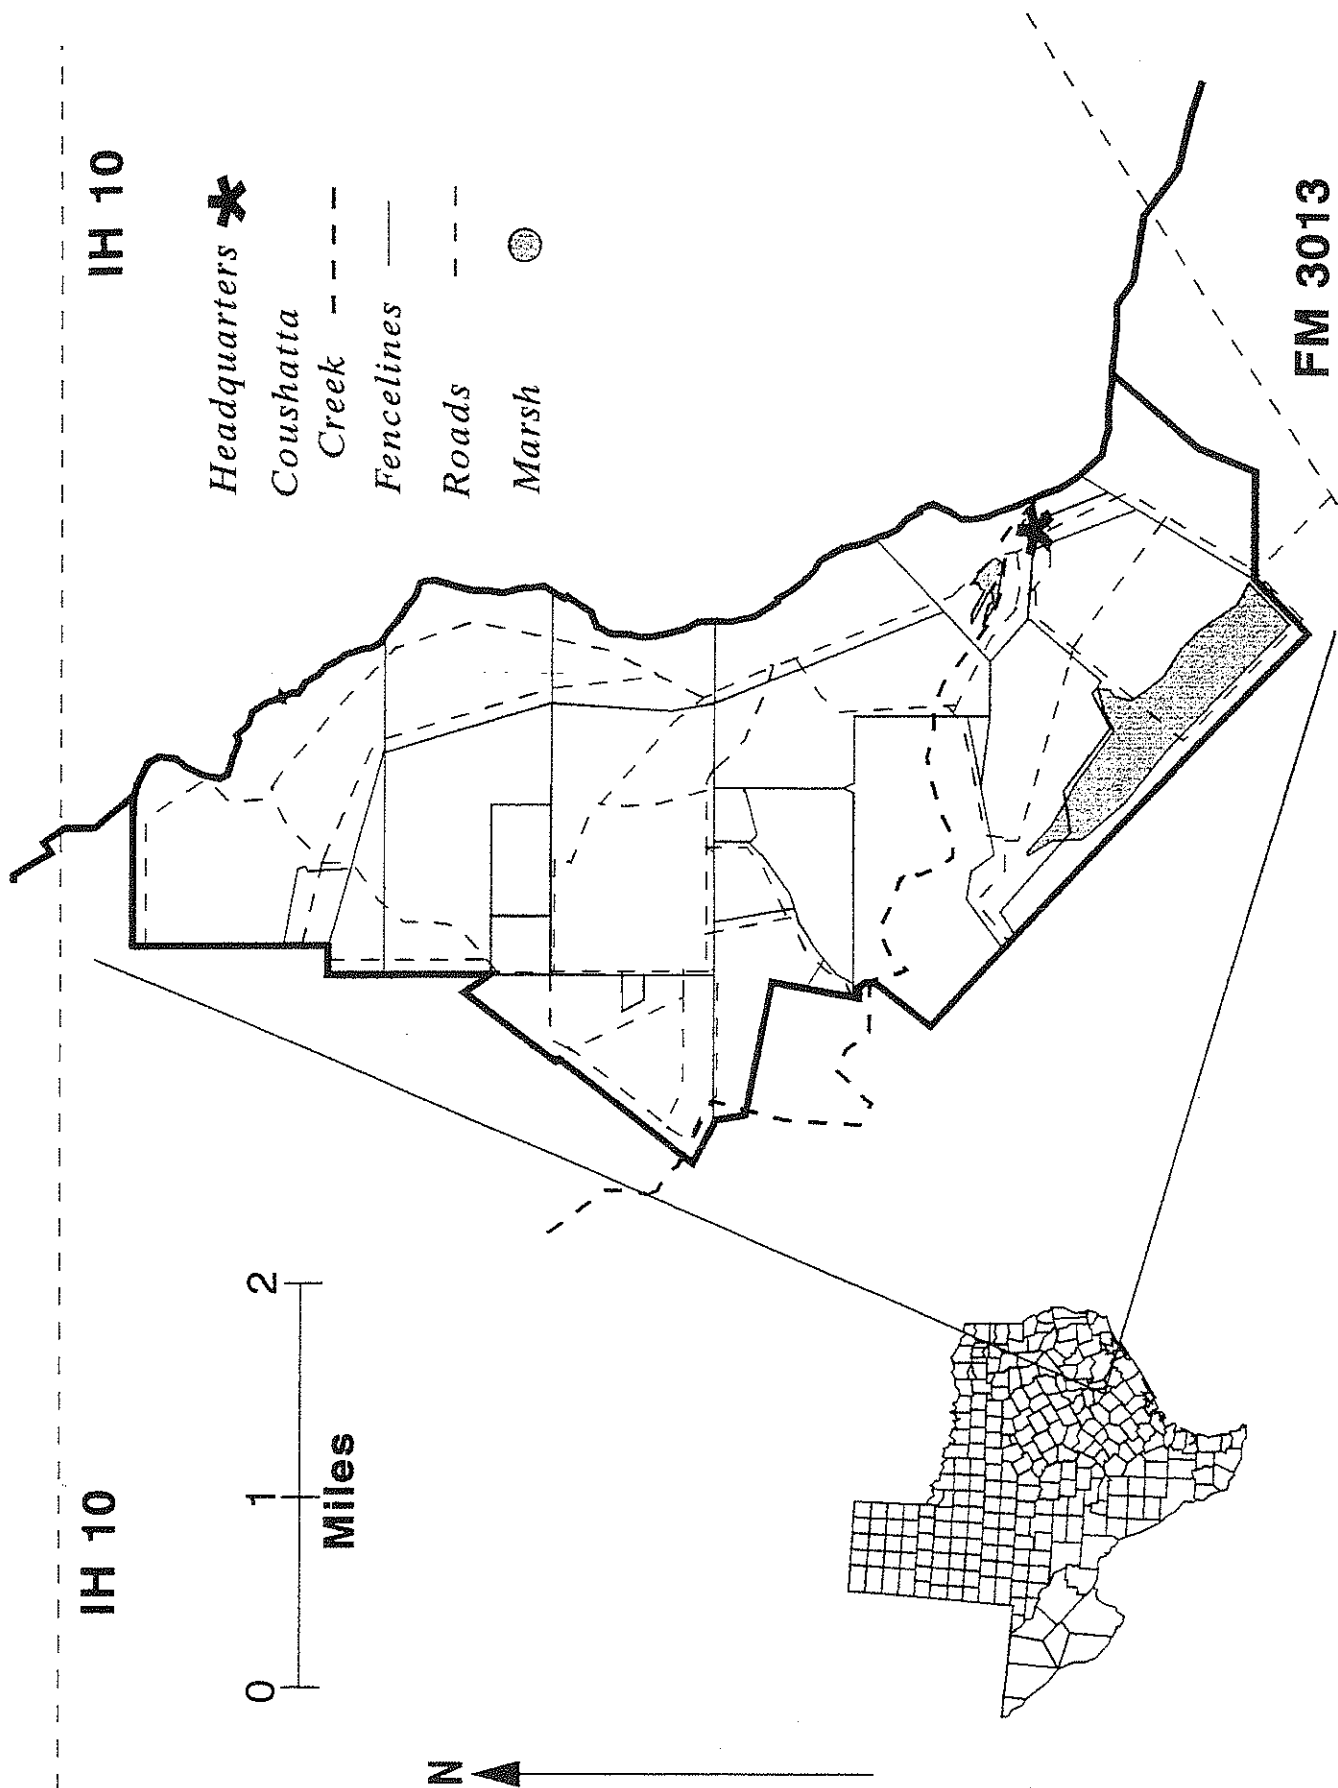 IH 10
IH 10
0 1 2
Miles
N
Headquarters
Coushatta
Creek
Fencelines
Roads
Marsh
FM 3013